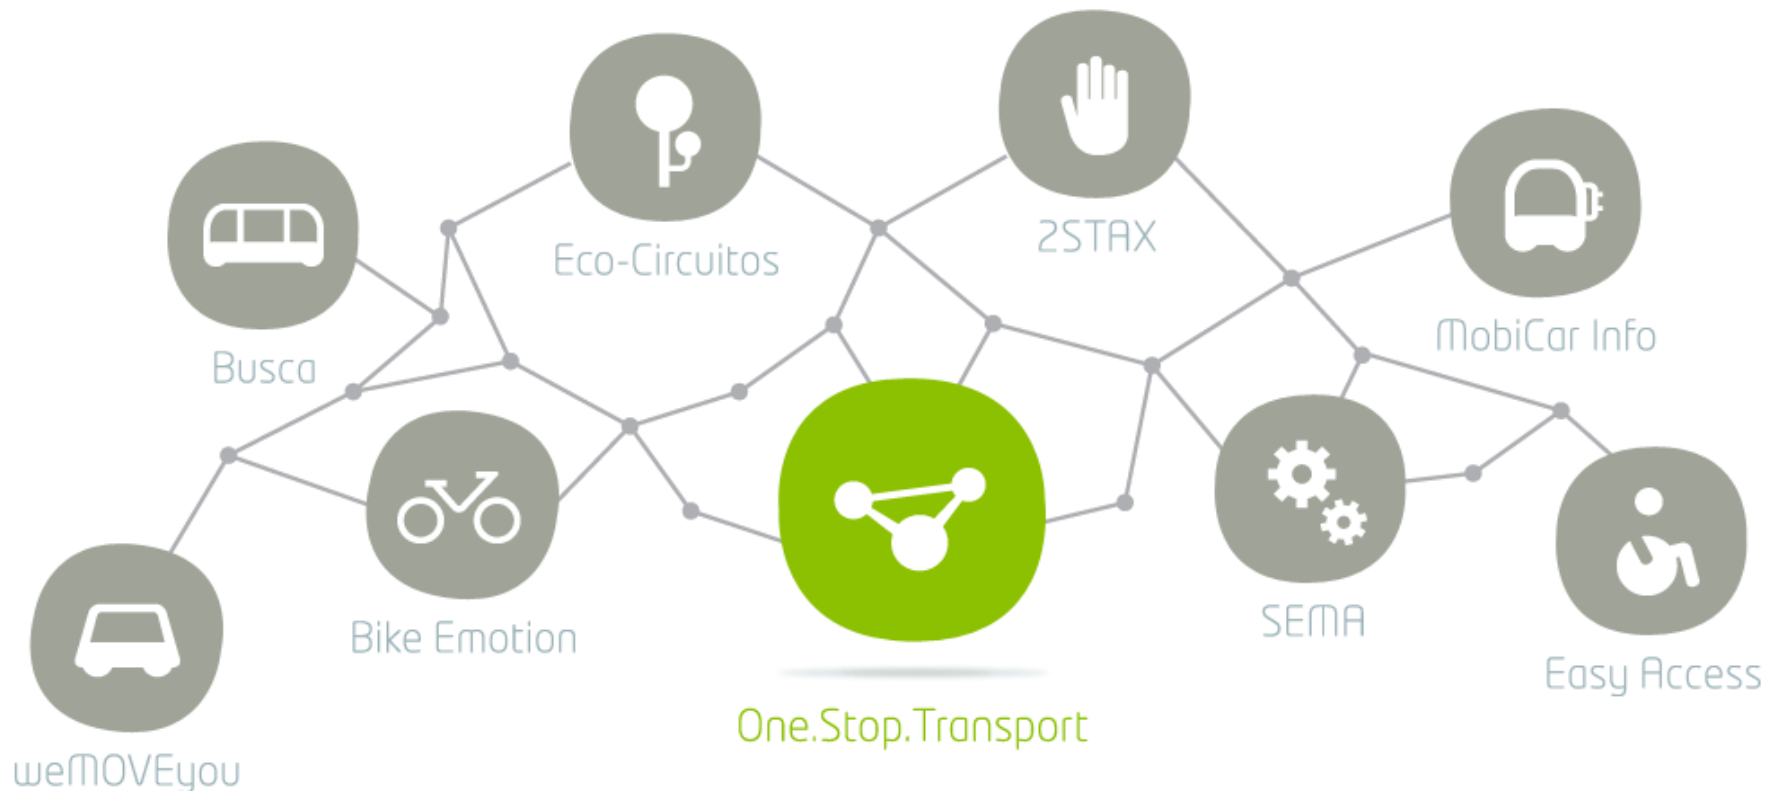 2STAX
Eco-Circuitos
MobiCar Info
Busca
SEMA
Bike Emotion
Easy Access
One.Stop.Transport
weMOVEyou